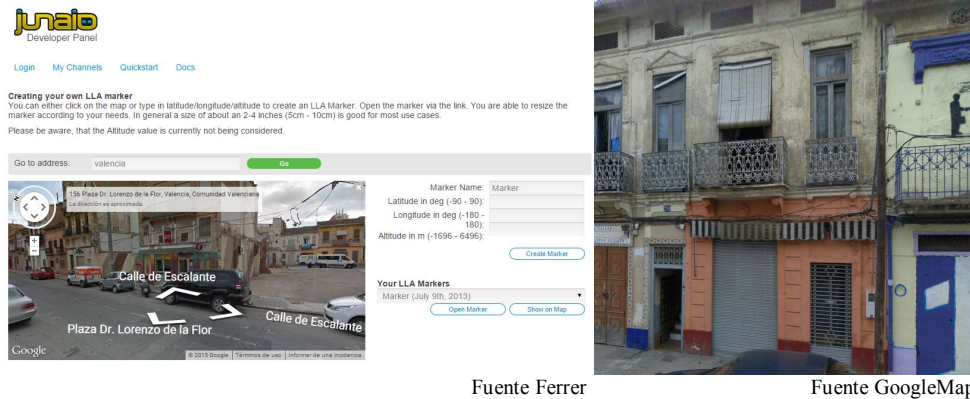 junaio
Developer Panel
Login My Channels Quickstart Docs
Creating your own LLA marker
You can either click on the map or type in latitude/longitude/altitude to create an LLA Marker. Open the marker via the link. You are able to resize the
marker according to your needs. In general a size of about an 2-4 inches (5cm - 10cm) is good for most use cases.
Please be aware, that the Altitude value is currently not being considered.
Go to address: valencia Go
156 Plaza Dr. Lorenzo de la Flor, Valencia, Comunidad Valenciana
La dirección es aproximada.
Calle de Escalante
Plaza Dr. Lorenzo de la Flor
Calle de Escalante
Google
© 2015 Google Términos de uso Informar de una incidencia
Marker Name: Marker
Latitude in deg (-90 - 90):
Longitude in deg (-180 -
180):
Altitude in m (-1696 - 6496):
Create Marker
Your LLA Markers
Marker (July 9th, 2013)
Open Marker Show on Map
Fuente Ferrer
Fuente GoogleMap